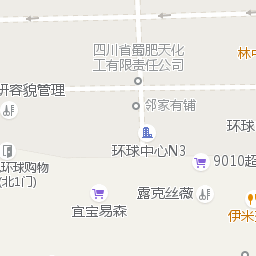 四川省蜀肥天化
工有限责任公司
林中
研容貌管理
邻家有铺
环球
环球中心N3
9010超
环球购物
(北1门)
露克丝薇
宜宝易森
伊米